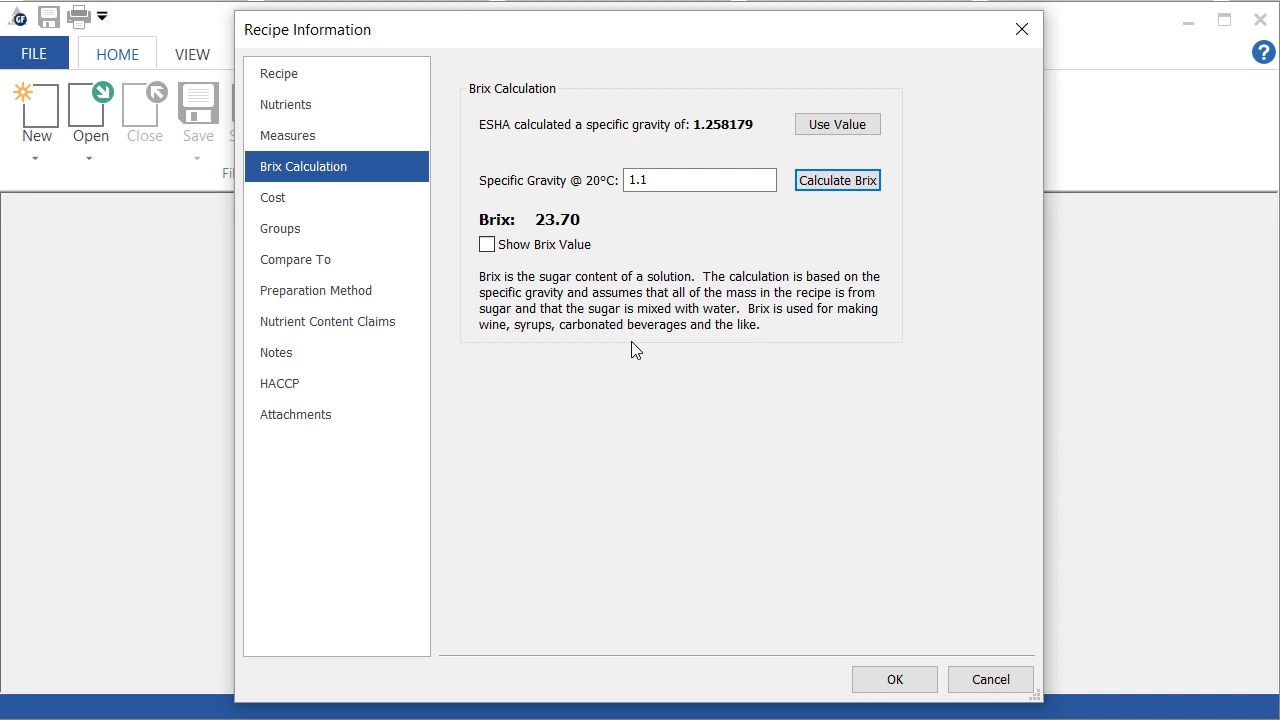 GF
Recipe Information
FILE
HOME
VIEW
?
New
Open
Close
Save
S
Fi
Recipe
Nutrients
Measures
Brix Calculation
Cost
Groups
Compare To
Preparation Method
Nutrient Content Claims
Notes
HACCP
Attachments
Brix Calculation
ESHA calculated a specific gravity of: 1.258179
Use Value
Specific Gravity @ 20ºC: 1.1
Calculate Brix
Brix: 23.70
Show Brix Value
Brix is the sugar content of a solution. The calculation is based on the
specific gravity and assumes that all of the mass in the recipe is from
sugar and that the sugar is mixed with water. Brix is used for making
wine, syrups, carbonated beverages and the like.
OK
Cancel